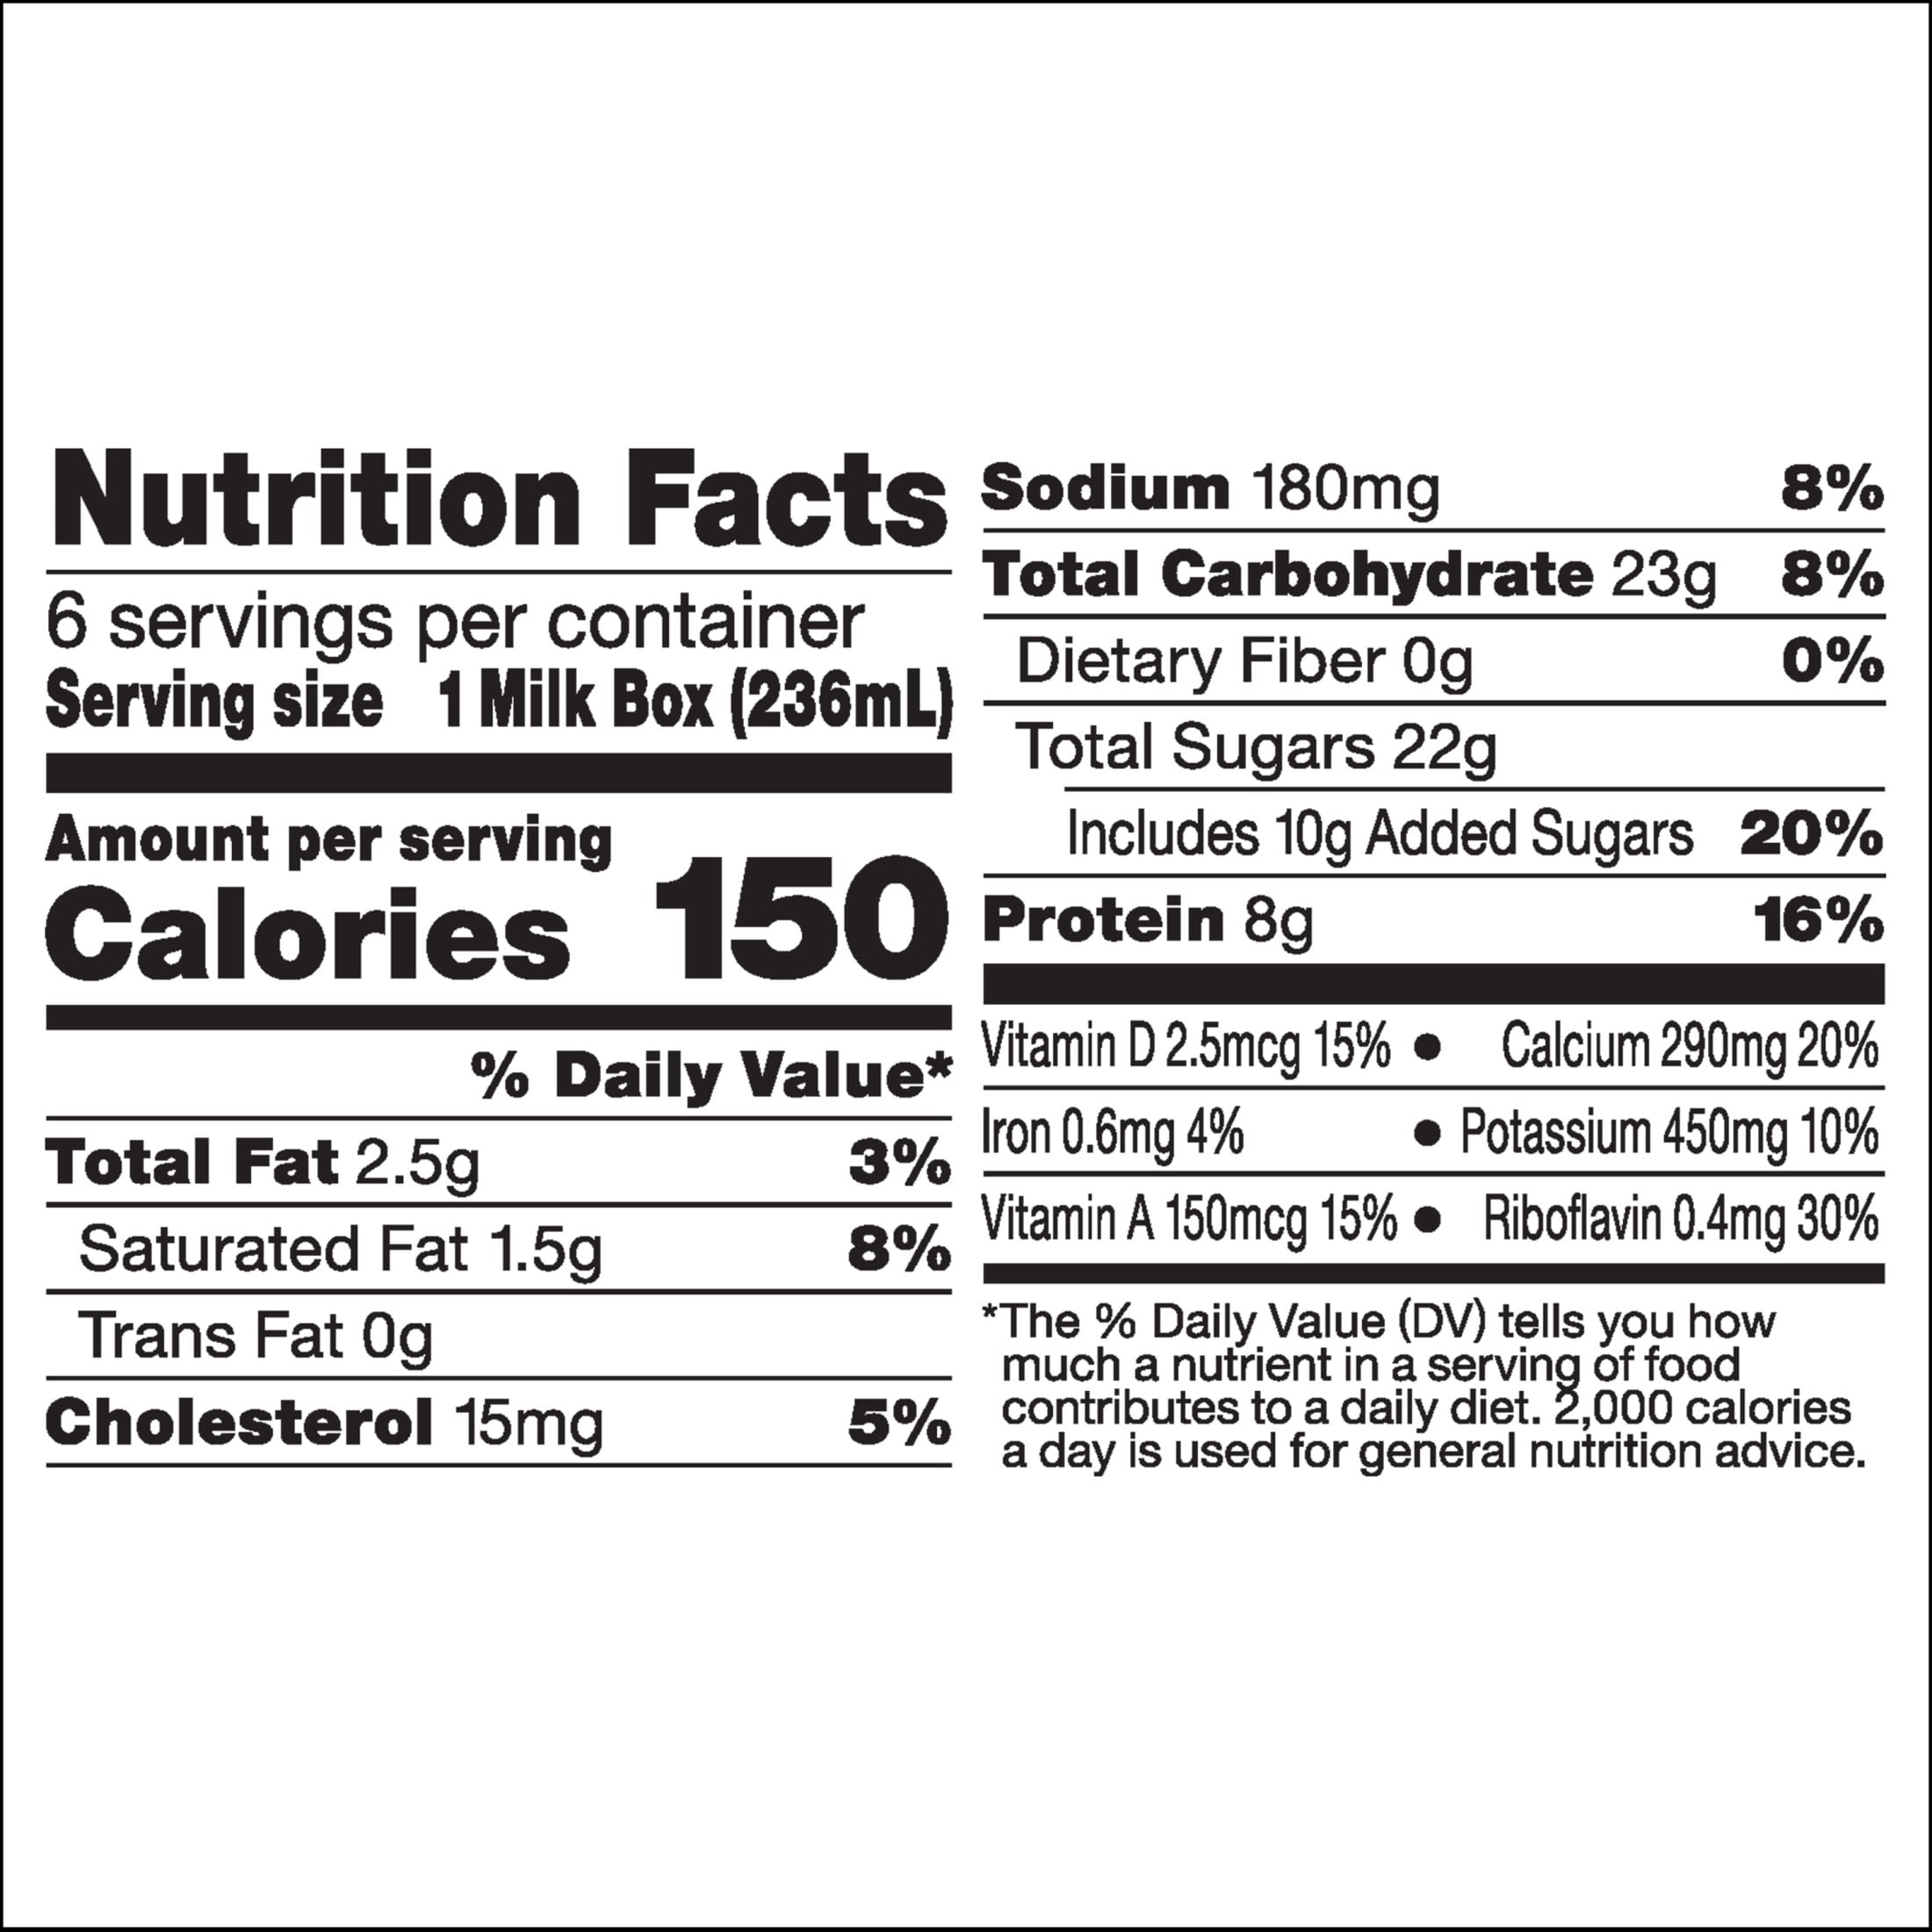 Nutrition Facts
6 servings per container
Serving size 1 Milk Box (236mL)
Amount per serving
Calories 150
% Daily Value*
Total Fat 2.5g 3%
Saturated Fat 1.5g 8%
Trans Fat 0g
Cholesterol 15mg 5%
Sodium 180mg 8%
Total Carbohydrate 23g 8%
Dietary Fiber 0g 0%
Total Sugars 22g
Includes 10g Added Sugars 20%
Protein 8g 16%
Vitamin D 2.5mcg 15% ● Calcium 290mg 20%
Iron 0.6mg 4% ● Potassium 450mg 10%
Vitamin A 150mcg 15% ● Riboflavin 0.4mg 30%
*The % Daily Value (DV) tells you how
much a nutrient in a serving of food
contributes to a daily diet. 2,000 calories
a day is used for general nutrition advice.